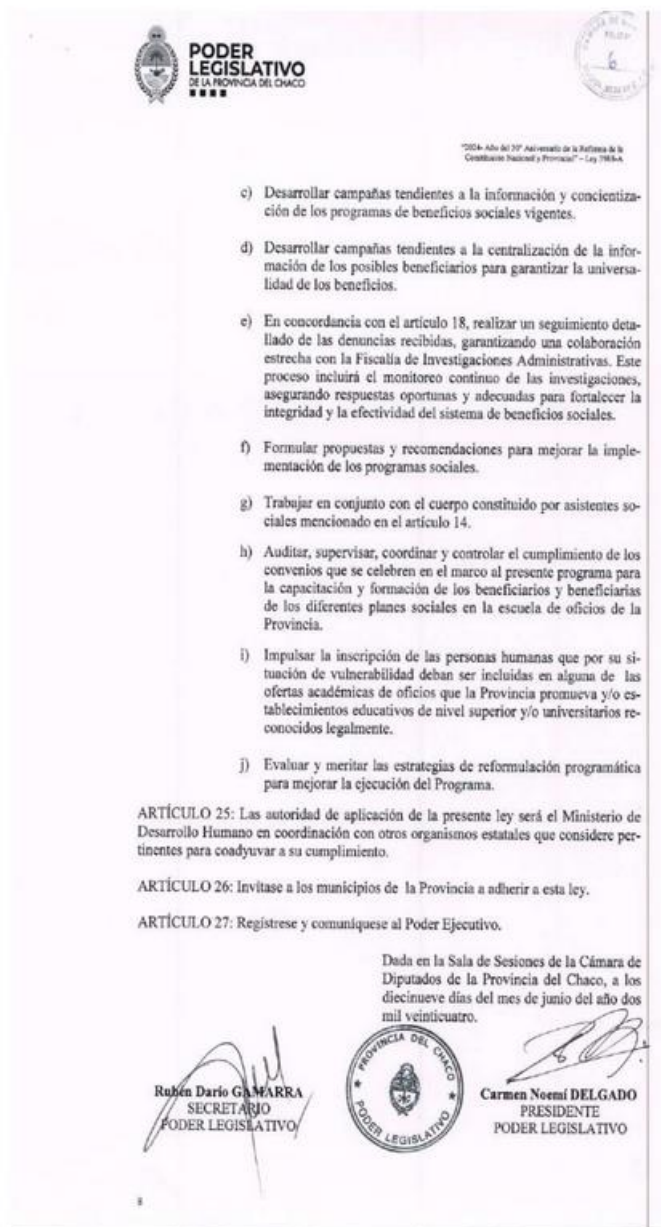 PODER
LEGISLATIVO
DE LA PROVINCIA DEL CHACO
6
"2024- Año del 30° Aniversario de la Reforma de la
Constitución Nacional y Provincial" – Ley 3988-A
c) Desarrollar campañas tendientes a la información y concientiza-
ción de los programas de beneficios sociales vigentes.
d) Desarrollar campañas tendientes a la centralización de la infor-
mación de los posibles beneficiarios para garantizar la universa-
lidad de los beneficios.
e) En concordancia con el artículo 18, realizar un seguimiento deta-
llado de las denuncias recibidas, garantizando una colaboración
estrecha con la Fiscalía de Investigaciones Administrativas. Este
proceso incluirá el monitoreo continuo de las investigaciones,
asegurando respuestas oportunas y adecuadas para fortalecer la
integridad y la efectividad del sistema de beneficios sociales.
f) Formular propuestas y recomendaciones para mejorar la imple-
mentación de los programas sociales.
g) Trabajar en conjunto con el cuerpo constituido por asistentes so-
ciales mencionado en el artículo 14.
h) Auditar, supervisar, coordinar y controlar el cumplimiento de los
convenios que se celebren en el marco al presente programa para
la capacitación y formación de los beneficiarios y beneficiarias
de los diferentes planes sociales en la escuela de oficios de la
Provincia.
i) Impulsar la inscripción de las personas humanas que por su si-
tuación de vulnerabilidad deban ser incluidas en alguna de las
ofertas académicas de oficios que la Provincia promueva y/o es-
tablecimientos educativos de nivel superior y/o universitarios re-
conocidos legalmente.
j) Evaluar y meritar las estrategias de reformulación programática
para mejorar la ejecución del Programa.
ARTÍCULO 25: Las autoridad de aplicación de la presente ley será el Ministerio de
Desarrollo Humano en coordinación con otros organismos estatales que considere per-
tinentes para coadyuvar a su cumplimiento.
ARTÍCULO 26: Invítase a los municipios de la Provincia a adherir a esta ley.
ARTÍCULO 27: Regístrese y comuníquese al Poder Ejecutivo.
Dada en la Sala de Sesiones de la Cámara de
Diputados de la Provincia del Chaco, a los
diecinueve días del mes de junio del año dos
mil veinticuatro.
PROVINCIA DEL CHACO
PODER LEGISLATIVO
Rubén Darío GAMARRA
SECRETARIO
PODER LEGISLATIVO
Carmen Noemí DELGADO
PRESIDENTE
PODER LEGISLATIVO
8